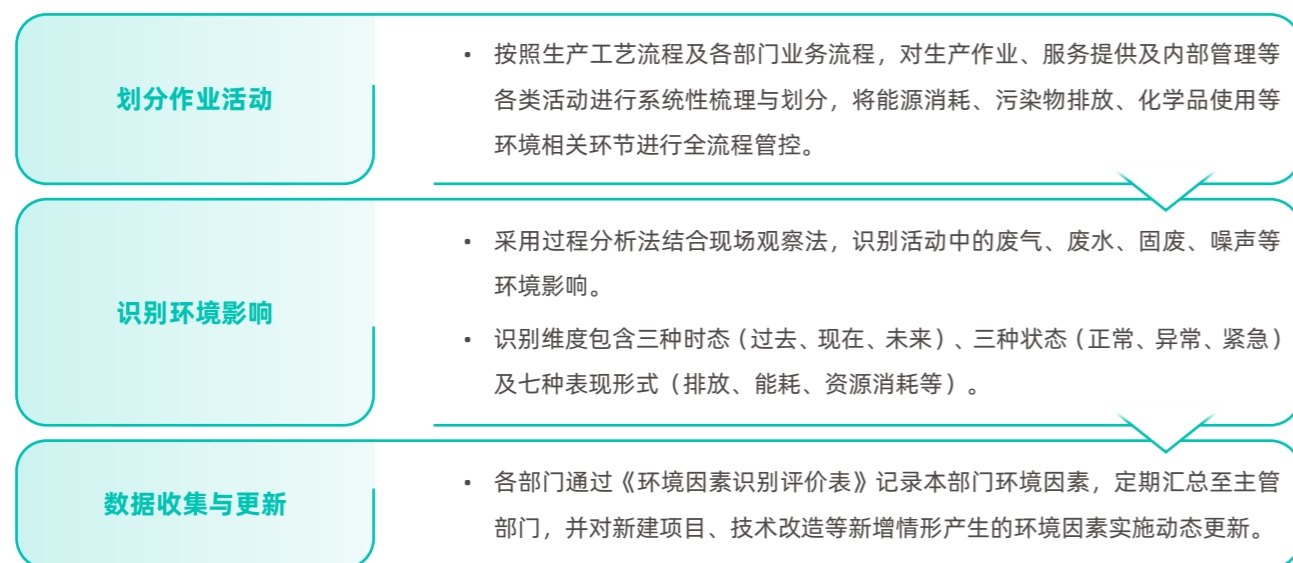 划分作业活动
• 按照生产工艺流程及各部门业务流程，对生产作业、服务提供及内部管理等
各类活动进行系统性梳理与划分，将能源消耗、污染物排放、化学品使用等
环境相关环节进行全流程管控。
识别环境影响
• 采用过程分析法结合现场观察法，识别活动中的废气、废水、固废、噪声等
环境影响。
• 识别维度包含三种时态（过去、现在、未来）、三种状态（正常、异常、紧急）
及七种表现形式（排放、能耗、资源消耗等）。
数据收集与更新
• 各部门通过《环境因素识别评价表》记录本部门环境因素，定期汇总至主管
部门，并对新建项目、技术改造等新增情形产生的环境因素实施动态更新。